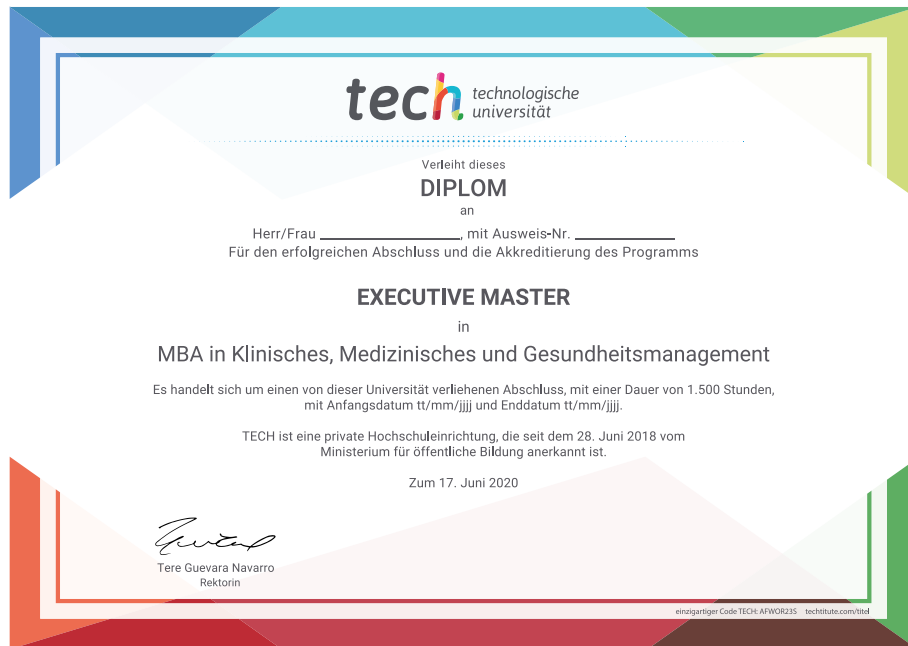 tech technologische
universität
Verleiht dieses
DIPLOM
an
Herr/Frau ____________________, mit Ausweis-Nr. ______________
Für den erfolgreichen Abschluss und die Akkreditierung des Programms
EXECUTIVE MASTER
in
MBA in Klinisches, Medizinisches und Gesundheitsmanagement
Es handelt sich um einen von dieser Universität verliehenen Abschluss, mit einer Dauer von 1.500 Stunden,
mit Anfangsdatum tt/mm/jjjj und Enddatum tt/mm/jjjj.
TECH ist eine private Hochschuleinrichtung, die seit dem 28. Juni 2018 vom
Ministerium für öffentliche Bildung anerkannt ist.
Zum 17. Juni 2020
Tere Guevara Navarro
Rektorin
einzigartiger Code TECH: AFWOR23S techtitute.com/titel